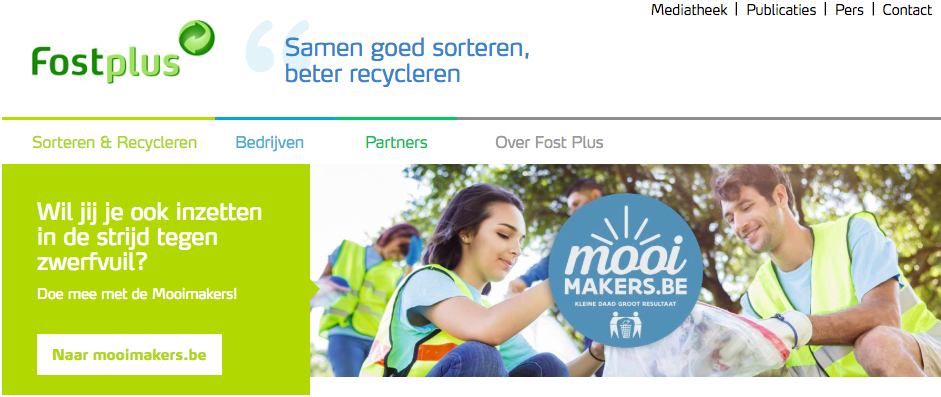 Mediatheek | Publicaties | Pers | Contact
Fostplus
“
Samen goed sorteren,
beter recycleren
Sorteren & Recycleren
Bedrijven
Partners
Over Fost Plus
Wil jij je ook inzetten
in de strijd tegen
zwerfvuil?
Doe mee met de Mooimakers!
Naar mooimakers.be
mooi
MAKERS.BE
KLEINE DAAD GROOT RESULTAAT